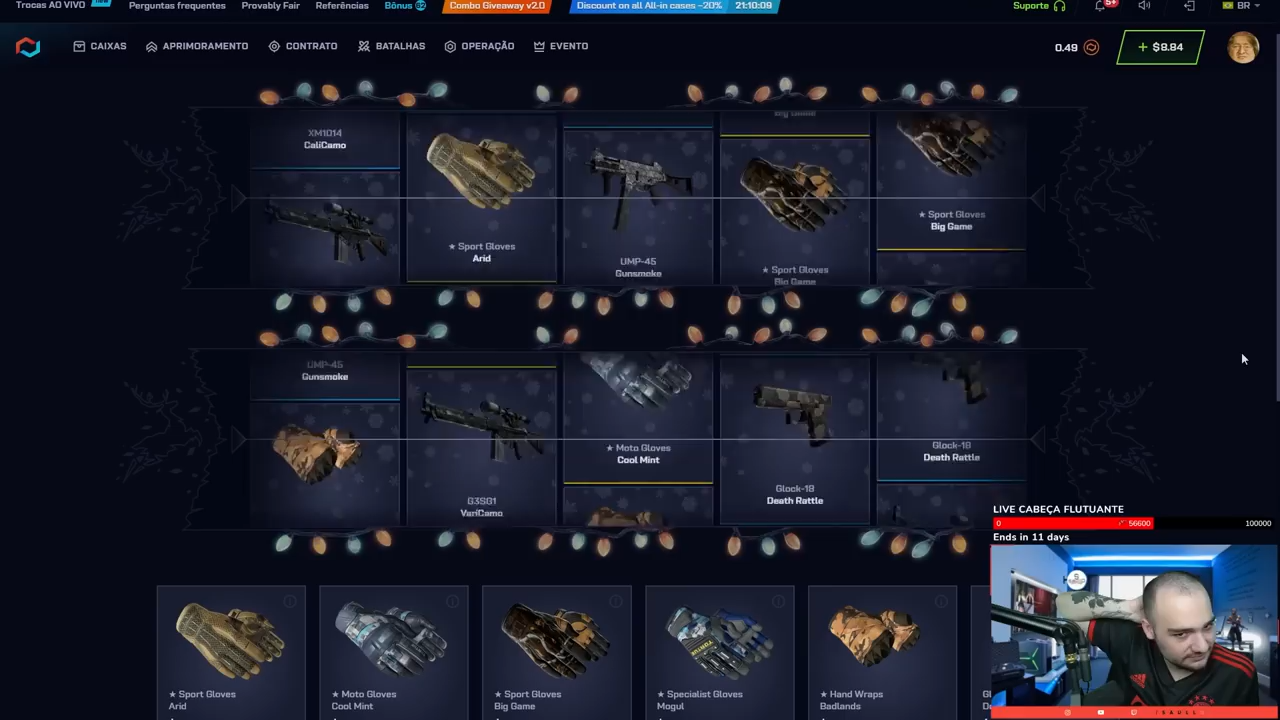 Trocas AO VIVO new Perguntas frequentes Provably Fair Referências Bônus Combo Giveaway v2.0 Discount on all All-in cases −20% 21:10:09 Suporte 5+ BR
CAIXAS APRIMORAMENTO CONTRATO BATALHAS OPERAÇÃO EVENTO 0.49 + $8.84
XM1014
CaliCamo
★ Sport Gloves
Arid
UMP-45
Gunsmoke
Big Game
★ Sport Gloves
Big Game
★ Sport Gloves
Big Game
UMP-45
Gunsmoke
G3SG1
VariCamo
★ Moto Gloves
Cool Mint
Glock-18
Death Rattle
Glock-18
Death Rattle
LIVE CABEÇA FLUTUANTE
0 56600 100000
Ends in 11 days
★ Sport Gloves
Arid
★ Moto Gloves
Cool Mint
★ Sport Gloves
Big Game
★ Specialist Gloves
Mogul
★ Hand Wraps
Badlands